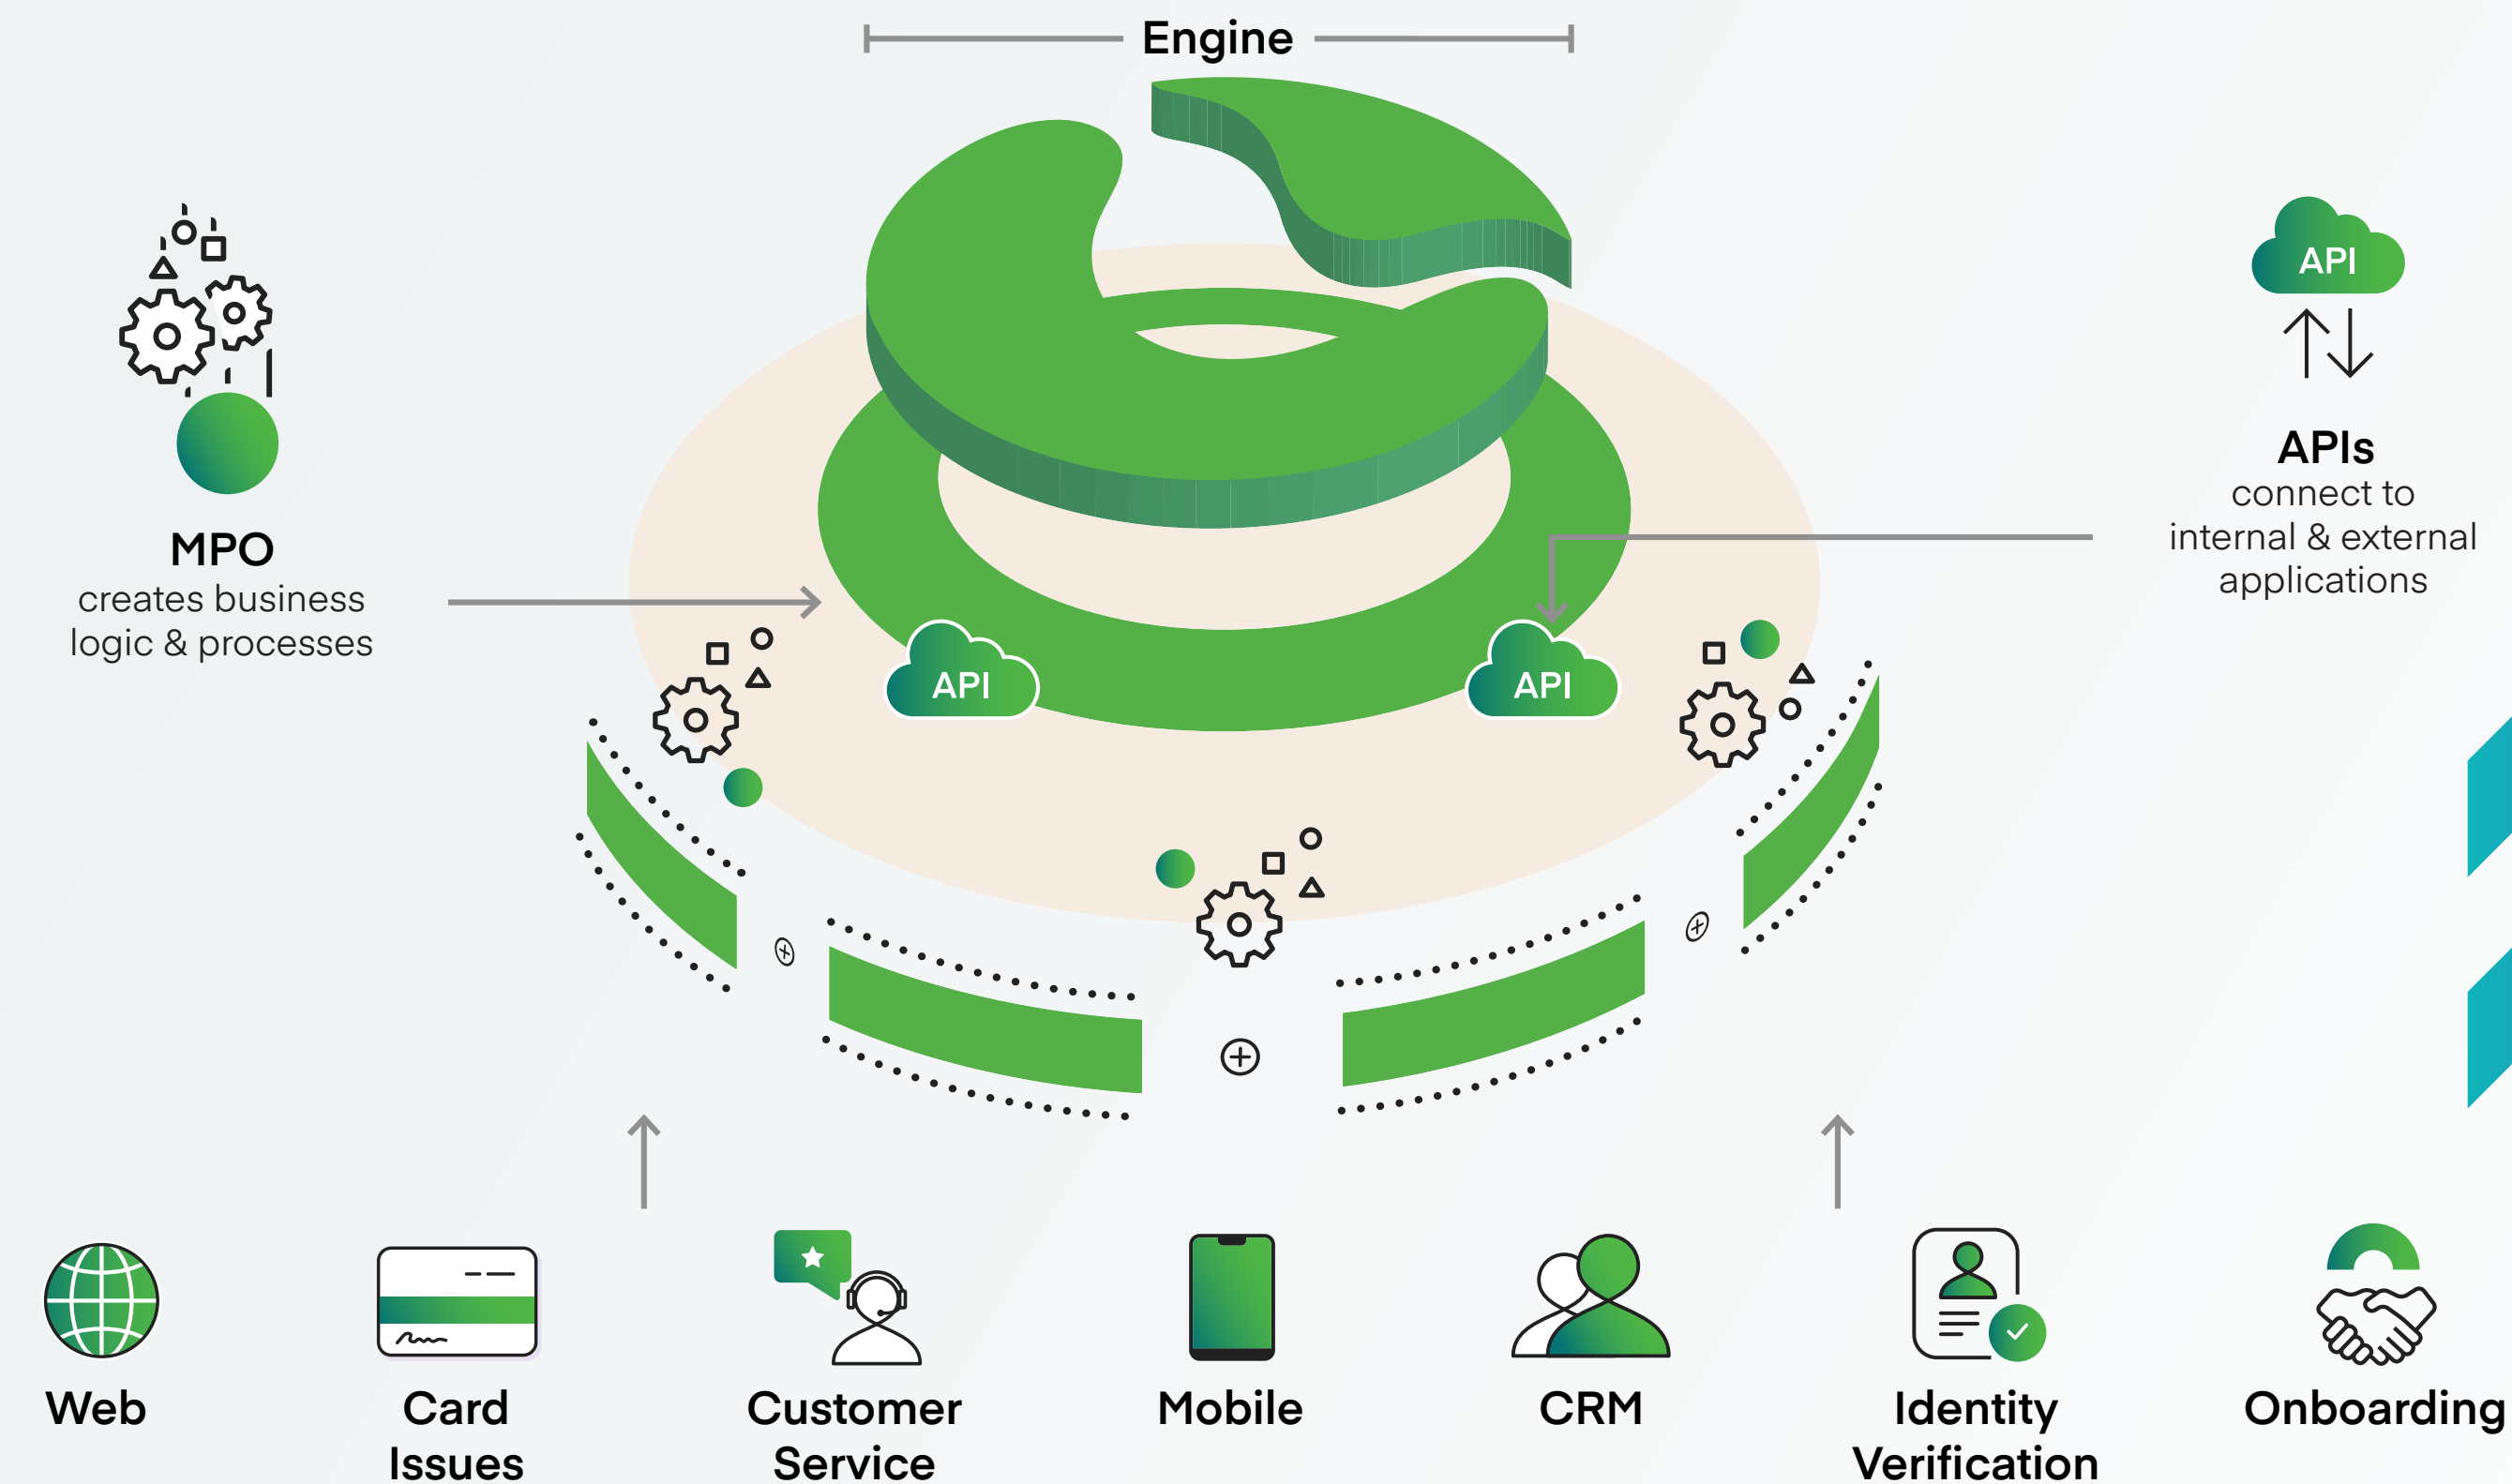 Engine
API
MPO
creates business
logic & processes
APIs
connect to
internal & external
applications
API
API
Web
Card
Issues
Customer
Service
Mobile
CRM
Identity
Verification
Onboarding